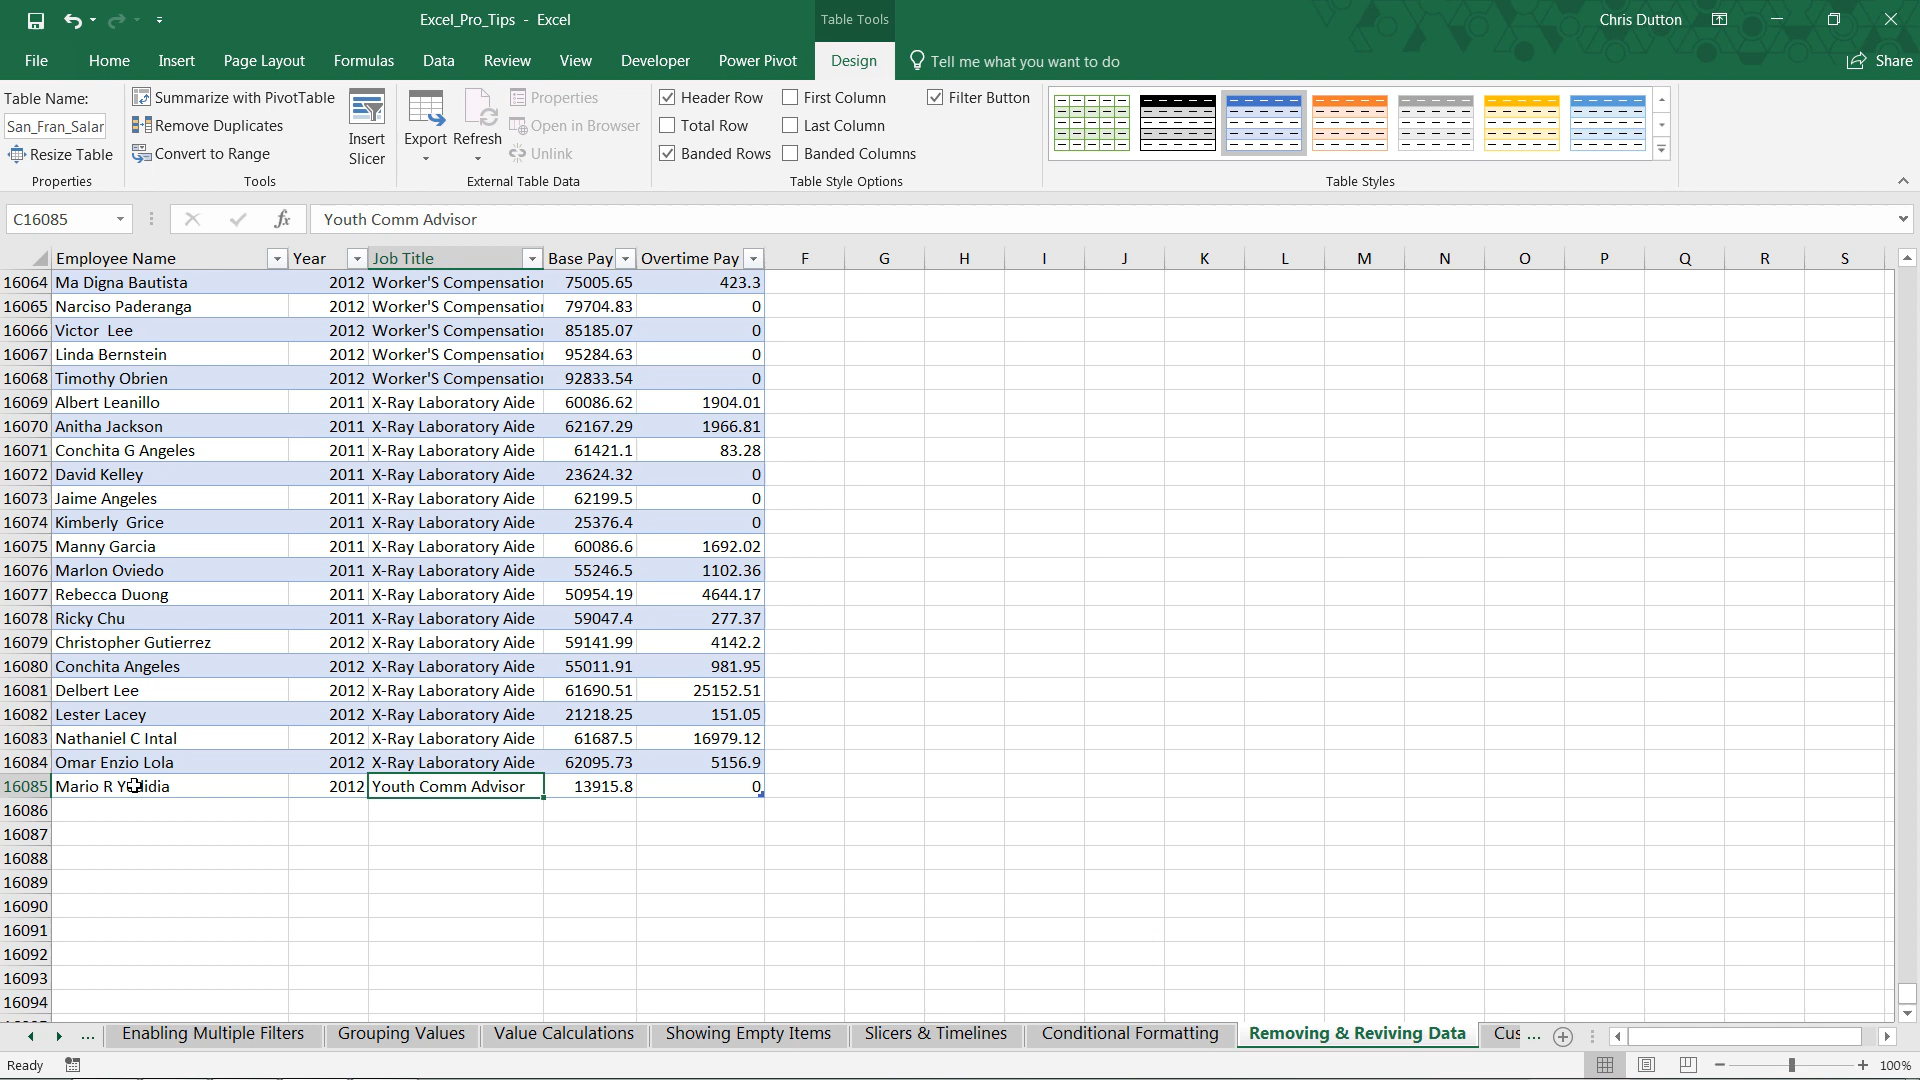 Excel_Pro_Tips - Excel
Table Tools
Chris Dutton
File Home Insert Page Layout Formulas Data Review View Developer Power Pivot Design Tell me what you want to do Share
Table Name:
San_Fran_Salar
Resize Table
Properties
Summarize with PivotTable
Remove Duplicates
Convert to Range
Tools
Insert
Slicer
Export
Refresh
Properties
Open in Browser
Unlink
External Table Data
Header Row First Column Filter Button
Total Row Last Column
Banded Rows Banded Columns
Table Style Options
Table Styles
C16085 fx Youth Comm Advisor
Employee Name Year Job Title Base Pay Overtime Pay F G H I J K L M N O P Q R S
16064 Ma Digna Bautista 2012 Worker'S Compensation 75005.65 423.3
16065 Narciso Paderanga 2012 Worker'S Compensation 79704.83 0
16066 Victor  Lee 2012 Worker'S Compensation 85185.07 0
16067 Linda Bernstein 2012 Worker'S Compensation 95284.63 0
16068 Timothy Obrien 2012 Worker'S Compensation 92833.54 0
16069 Albert Leanillo 2011 X-Ray Laboratory Aide 60086.62 1904.01
16070 Anitha Jackson 2011 X-Ray Laboratory Aide 62167.29 1966.81
16071 Conchita G Angeles 2011 X-Ray Laboratory Aide 61421.1 83.28
16072 David Kelley 2011 X-Ray Laboratory Aide 23624.32 0
16073 Jaime Angeles 2011 X-Ray Laboratory Aide 62199.5 0
16074 Kimberly  Grice 2011 X-Ray Laboratory Aide 25376.4 0
16075 Manny Garcia 2011 X-Ray Laboratory Aide 60086.6 1692.02
16076 Marlon Oviedo 2011 X-Ray Laboratory Aide 55246.5 1102.36
16077 Rebecca Duong 2011 X-Ray Laboratory Aide 50954.19 4644.17
16078 Ricky Chu 2011 X-Ray Laboratory Aide 59047.4 277.37
16079 Christopher Gutierrez 2012 X-Ray Laboratory Aide 59141.99 4142.2
16080 Conchita Angeles 2012 X-Ray Laboratory Aide 55011.91 981.95
16081 Delbert Lee 2012 X-Ray Laboratory Aide 61690.51 25152.51
16082 Lester Lacey 2012 X-Ray Laboratory Aide 21218.25 151.05
16083 Nathaniel C Intal 2012 X-Ray Laboratory Aide 61687.5 16979.12
16084 Omar Enzio Lola 2012 X-Ray Laboratory Aide 62095.73 5156.9
16085 Mario R 2012 Youth Comm Advisor 13915.8 0
16086
16087
16088
16089
16090
16091
16092
16093
16094
... Enabling Multiple Filters Grouping Values Value Calculations Showing Empty Items Slicers & Timelines Conditional Formatting Removing & Reviving Data Cus ...
Ready 100%